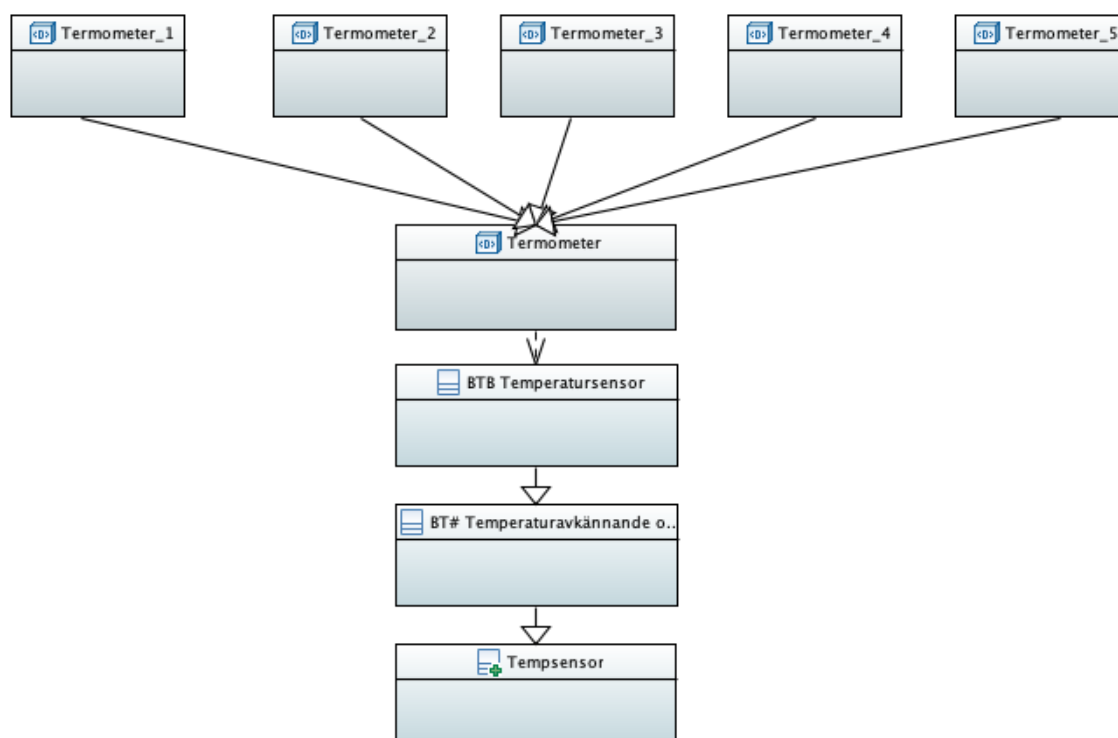 Termometer_1
Termometer_2
Termometer_3
Termometer_4
Termometer_5
Termometer
BTB Temperatursensor
BT# Temperaturavkännande o..
Tempsensor